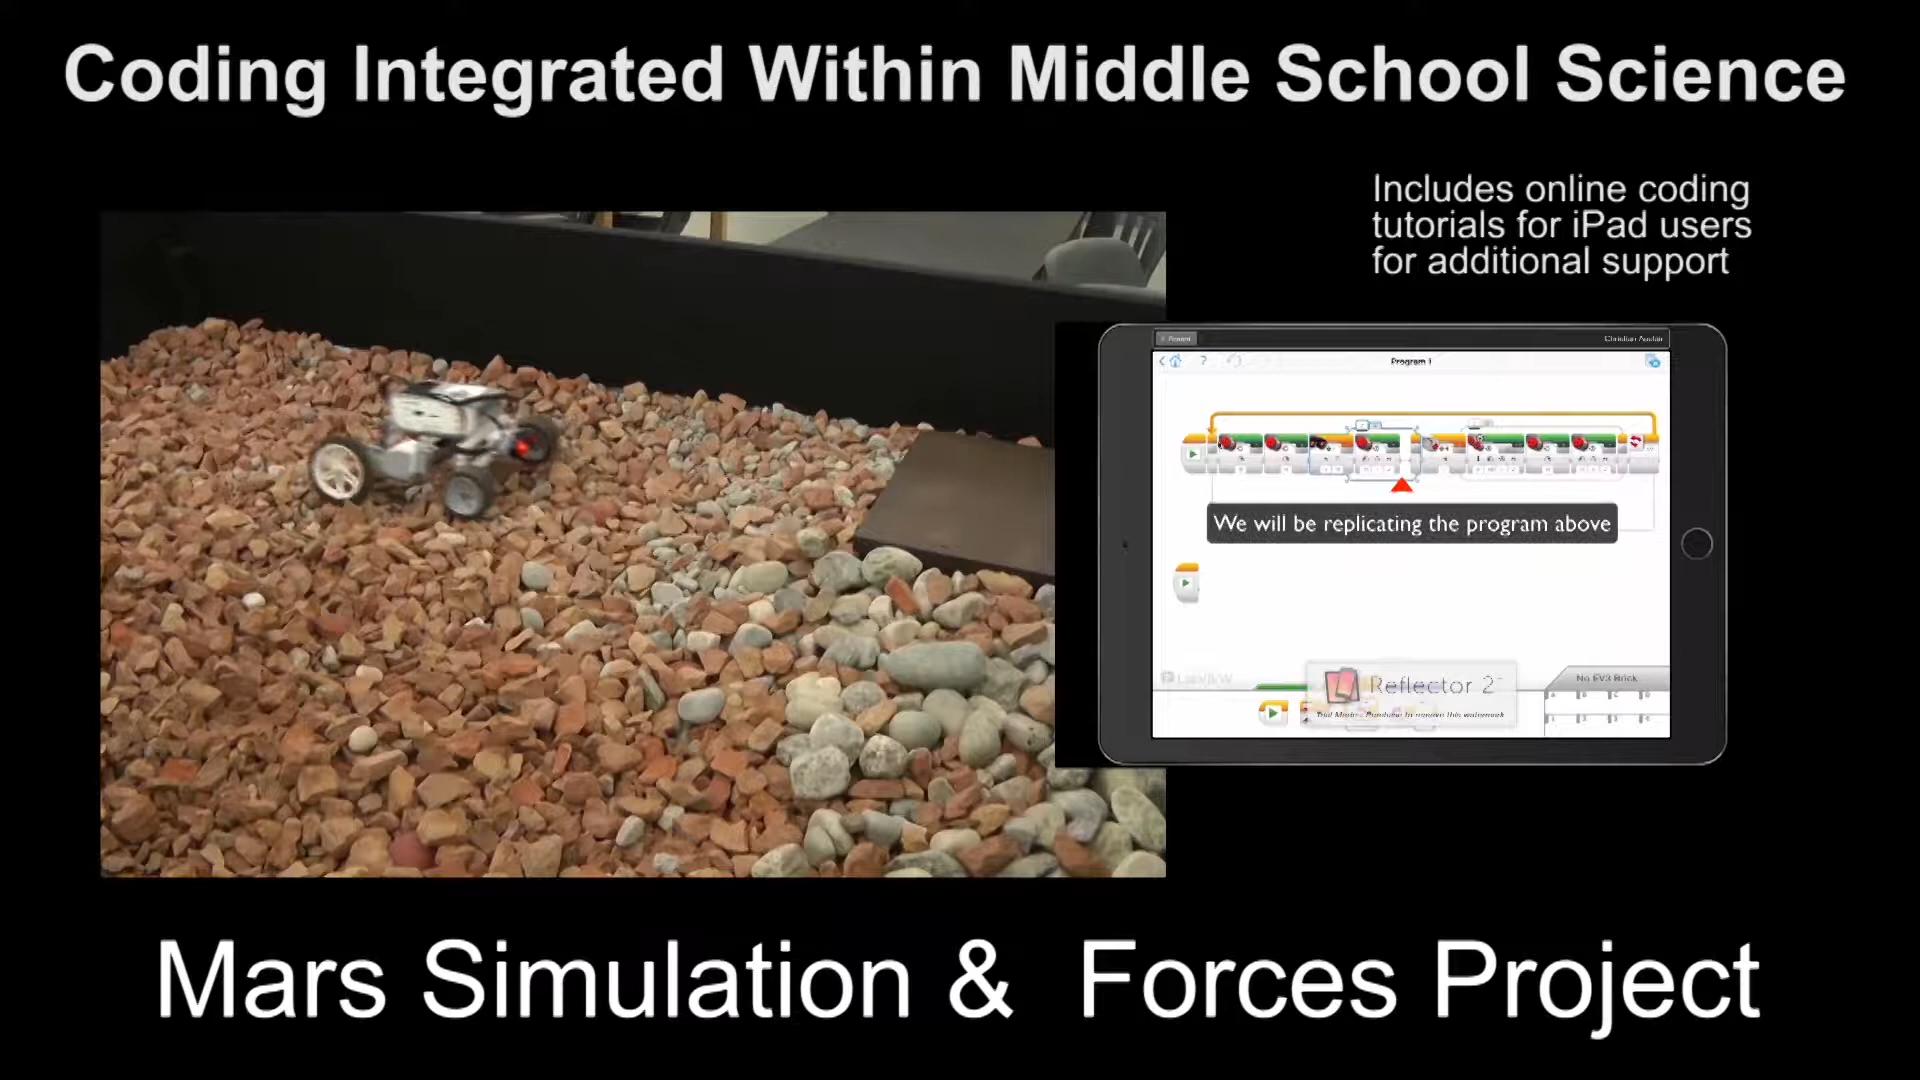 Coding Integrated Within Middle School Science
Includes online coding
tutorials for iPad users
for additional support
Program 1
We will be replicating the program above
No EV3 Brick
Reflector 2
Mars Simulation & Forces Project